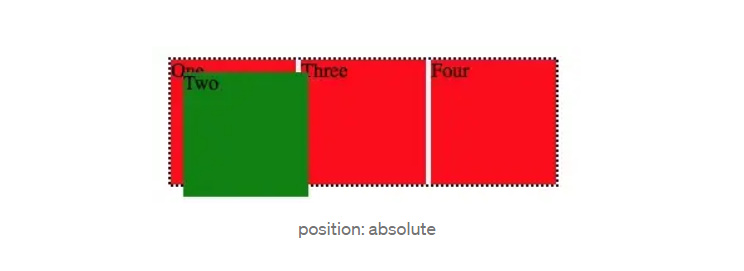 One
Three
Four
Two
position: absolute